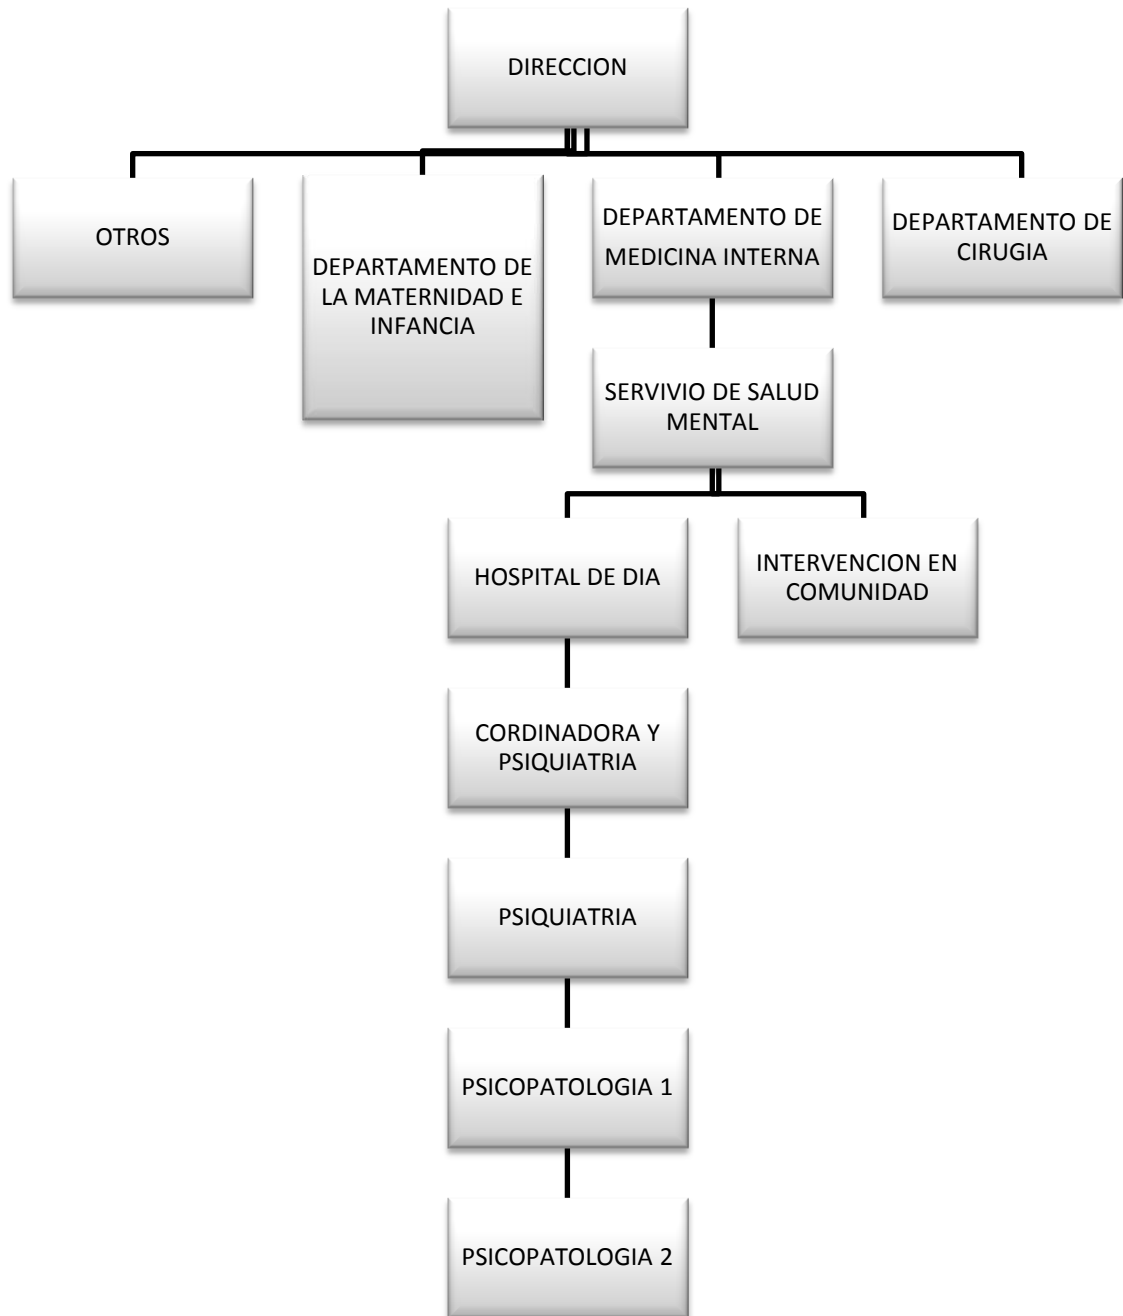 DIRECCION
OTROS
DEPARTAMENTO DE
LA MATERNIDAD E
INFANCIA
DEPARTAMENTO DE
MEDICINA INTERNA
DEPARTAMENTO DE
CIRUGIA
SERVIVIO DE SALUD
MENTAL
HOSPITAL DE DIA
INTERVENCION EN
COMUNIDAD
CORDINADORA Y
PSIQUIATRIA
PSIQUIATRIA
PSICOPATOLOGIA 1
PSICOPATOLOGIA 2